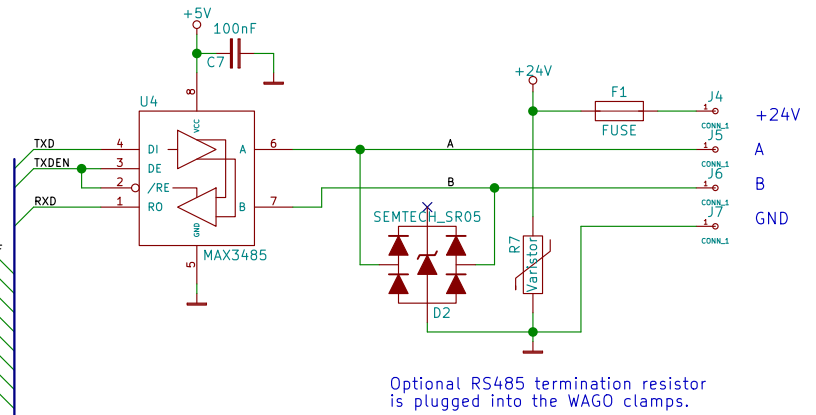 +5V
100nF
C7
+24V
F1
FUSE
J4
1
CONN_1
+24V
U4
8
VCC
TXD
4
DI
A
6
A
J5
1
CONN_1
A
TXDEN
3
DE
2
/RE
B
J6
1
CONN_1
B
RXD
1
RO
B
7
GND
SEMTECH_SR05
J7
1
CONN_1
GND
5
MAX3485
R7
Varistor
D2
Optional RS485 termination resistor
is plugged into the WAGO clamps.